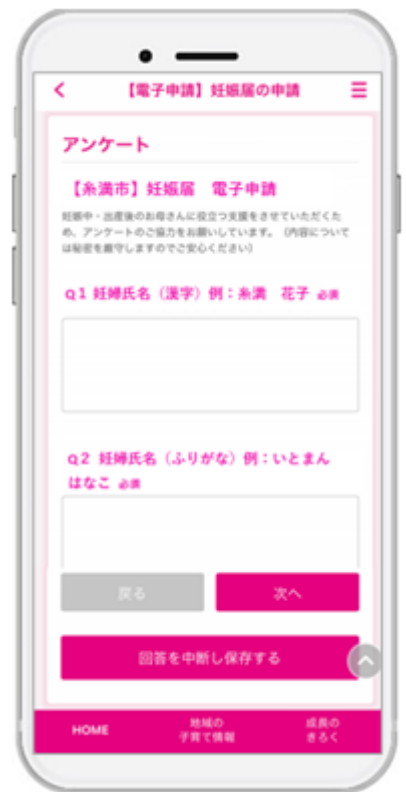 【電子申請】妊娠届の申請
アンケート
【糸満市】妊娠届　電子申請
妊娠中・出産後のお母さんに役立つ支援をさせていただくた
め、アンケートのご協力をお願いしています。（内容について
は秘密を厳守しますのでご安心ください）
Q1 妊婦氏名（漢字）例：糸満　花子 必須
Q2 妊婦氏名（ふりがな）例：いとまん
はなこ 必須
戻る
次へ
回答を中断し保存する
HOME
地域の
子育て情報
成長の
きろく